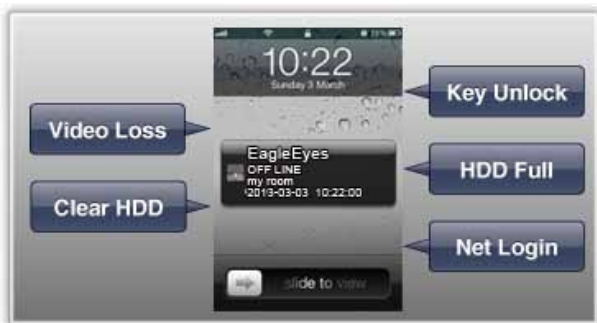 10:22
Sunday 3 March
Key Unlock
Video Loss
EagleEyes
OFF LINE
my room
2013-03-03 10:22:00
HDD Full
Clear HDD
Net Login
slide to view